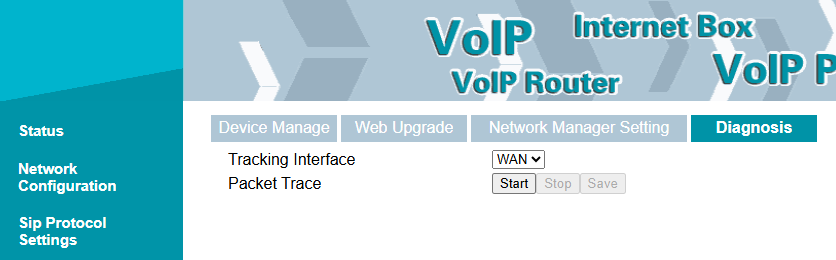 VoIP
Internet Box
VoIP Router
VoIP P
Status
Network
Configuration
Sip Protocol
Settings
Device Manage
Web Upgrade
Network Manager Setting
Diagnosis
Tracking Interface WAN
Packet Trace Start Stop Save